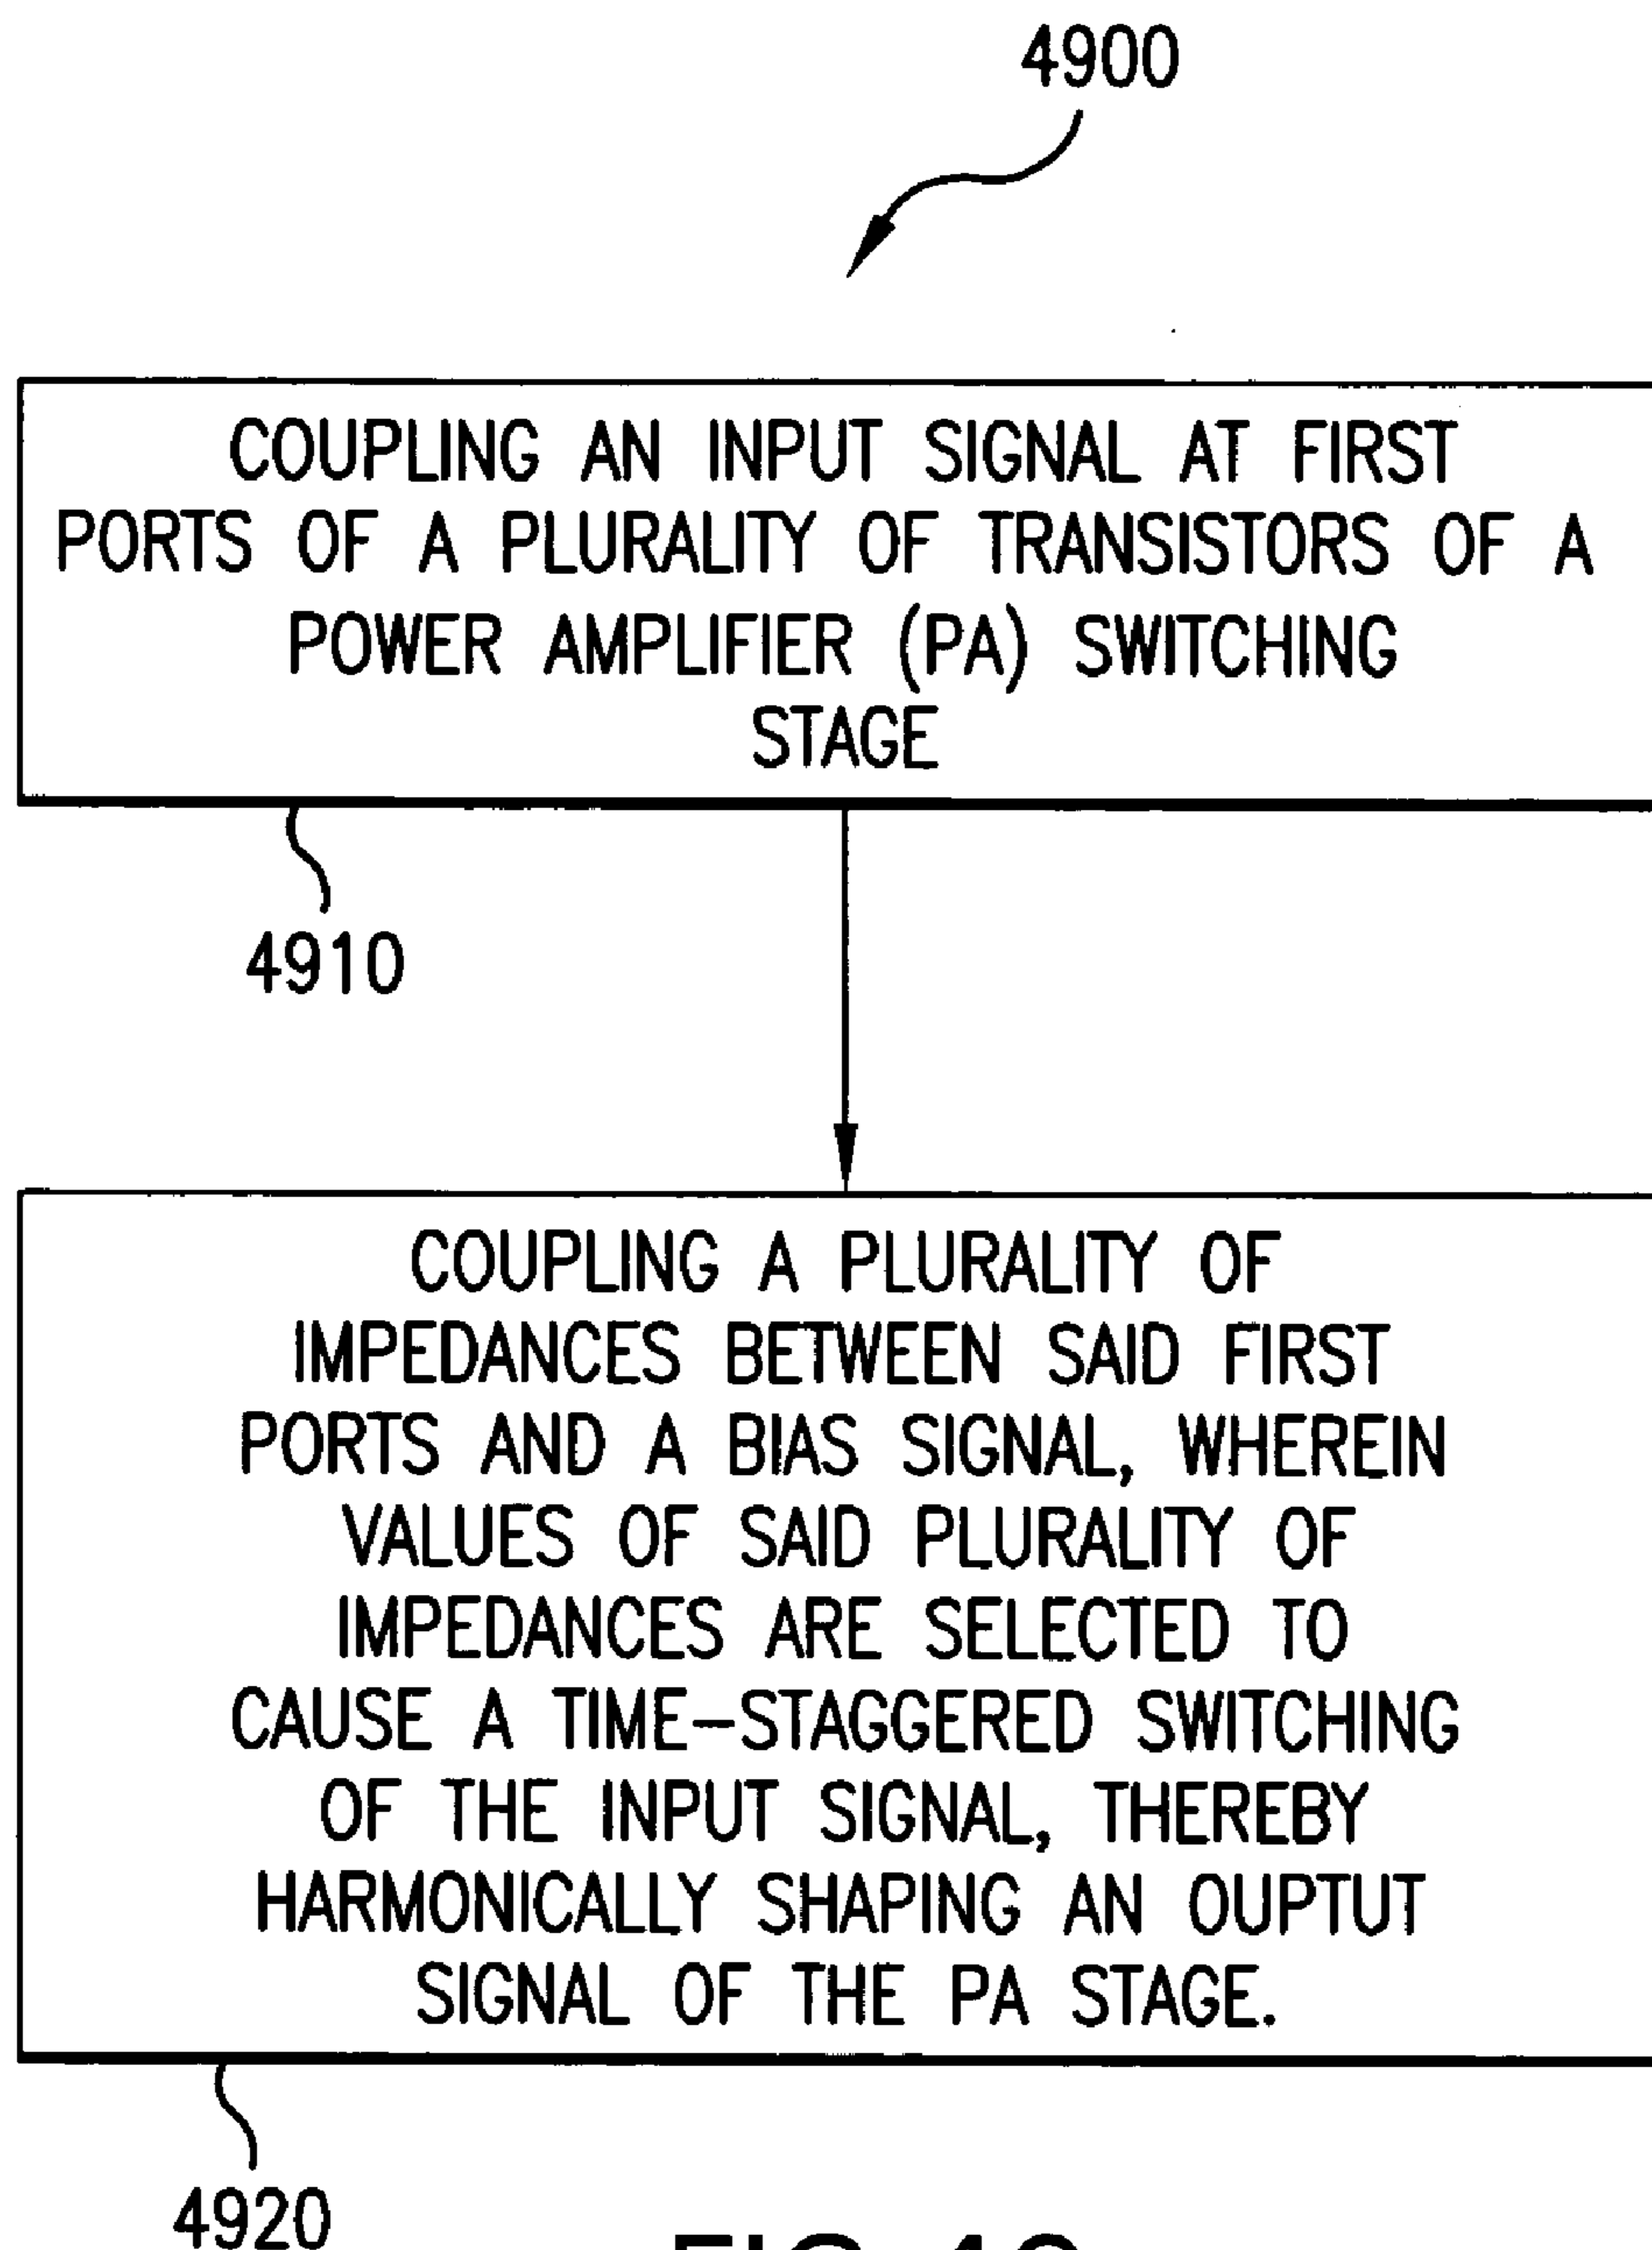 4900
COUPLING AN INPUT SIGNAL AT FIRST
PORTS OF A PLURALITY OF TRANSISTORS OF A
POWER AMPLIFIER (PA) SWITCHING
STAGE
4910
COUPLING A PLURALITY OF
IMPEDANCES BETWEEN SAID FIRST
PORTS AND A BIAS SIGNAL, WHEREIN
VALUES OF SAID PLURALITY OF
IMPEDANCES ARE SELECTED TO
CAUSE A TIME-STAGGERED SWITCHING
OF THE INPUT SIGNAL, THEREBY
HARMONICALLY SHAPING AN OUPTUT
SIGNAL OF THE PA STAGE.
4920